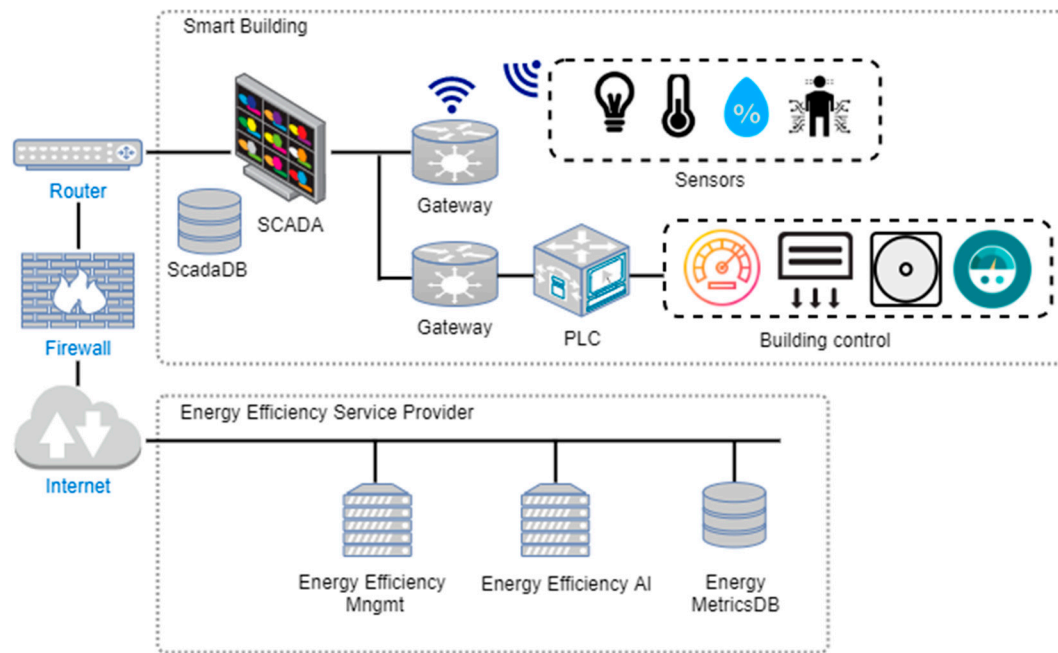 Smart Building
Router
SCADA
ScadaDB
Gateway
%
Sensors
Firewall
Gateway
PLC
Building control
Internet
Energy Efficiency Service Provider
Energy Efficiency
Mngmt
Energy Efficiency AI
Energy
MetricsDB